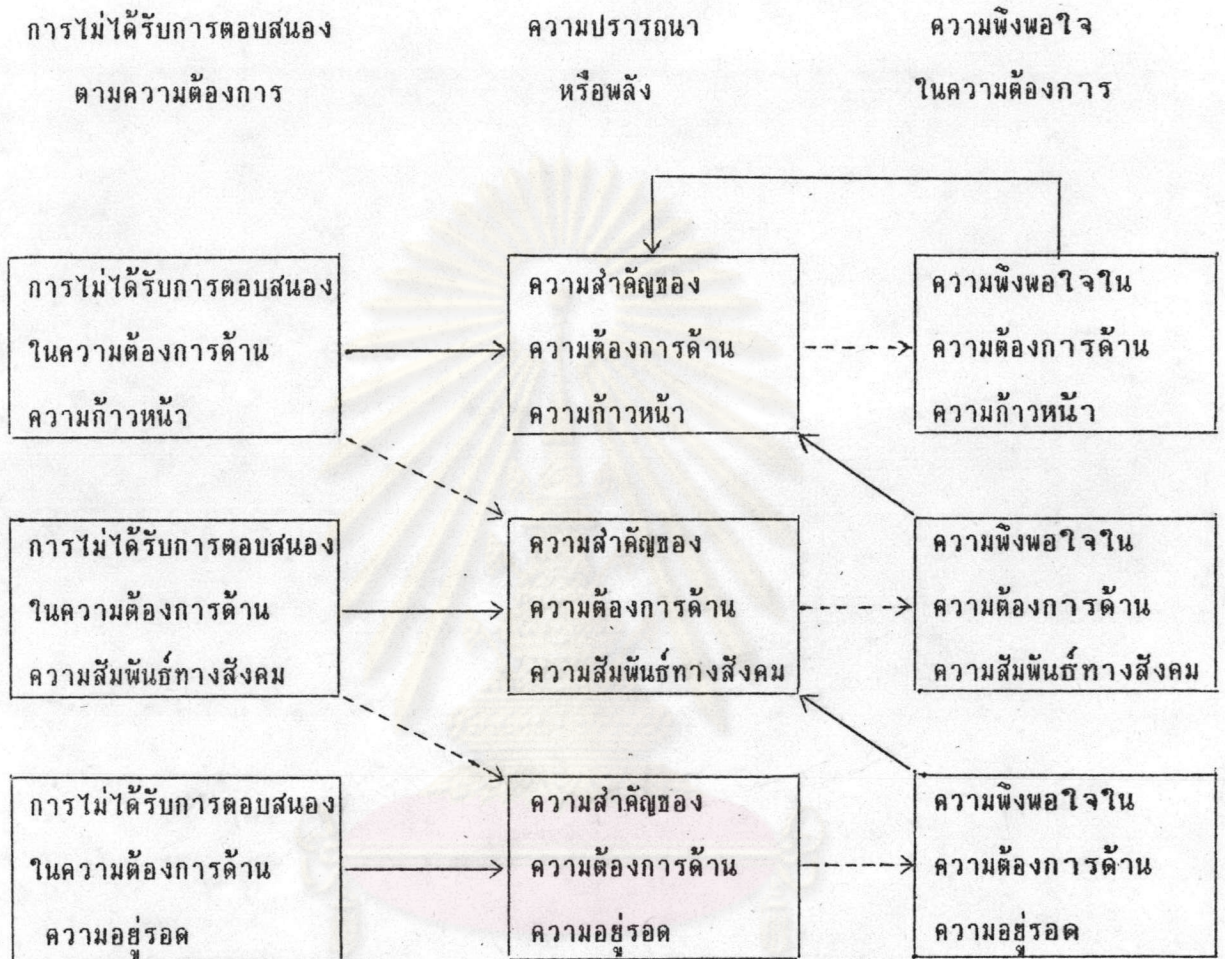 การไม่ได้รับการตอบสนอง
ตามความต้องการ
ความปรารถนา
หรือพลัง
ความพึงพอใจ
ในความต้องการ
การไม่ได้รับการตอบสนอง
ในความต้องการด้าน
ความก้าวหน้า
ความสำคัญของ
ความต้องการด้าน
ความก้าวหน้า
ความพึงพอใจใน
ความต้องการด้าน
ความก้าวหน้า
การไม่ได้รับการตอบสนอง
ในความต้องการด้าน
ความสัมพันธ์ทางสังคม
ความสำคัญของ
ความต้องการด้าน
ความสัมพันธ์ทางสังคม
ความพึงพอใจใน
ความต้องการด้าน
ความสัมพันธ์ทางสังคม
การไม่ได้รับการตอบสนอง
ในความต้องการด้าน
ความอยู่รอด
ความสำคัญของ
ความต้องการด้าน
ความอยู่รอด
ความพึงพอใจใน
ความต้องการด้าน
ความอยู่รอด